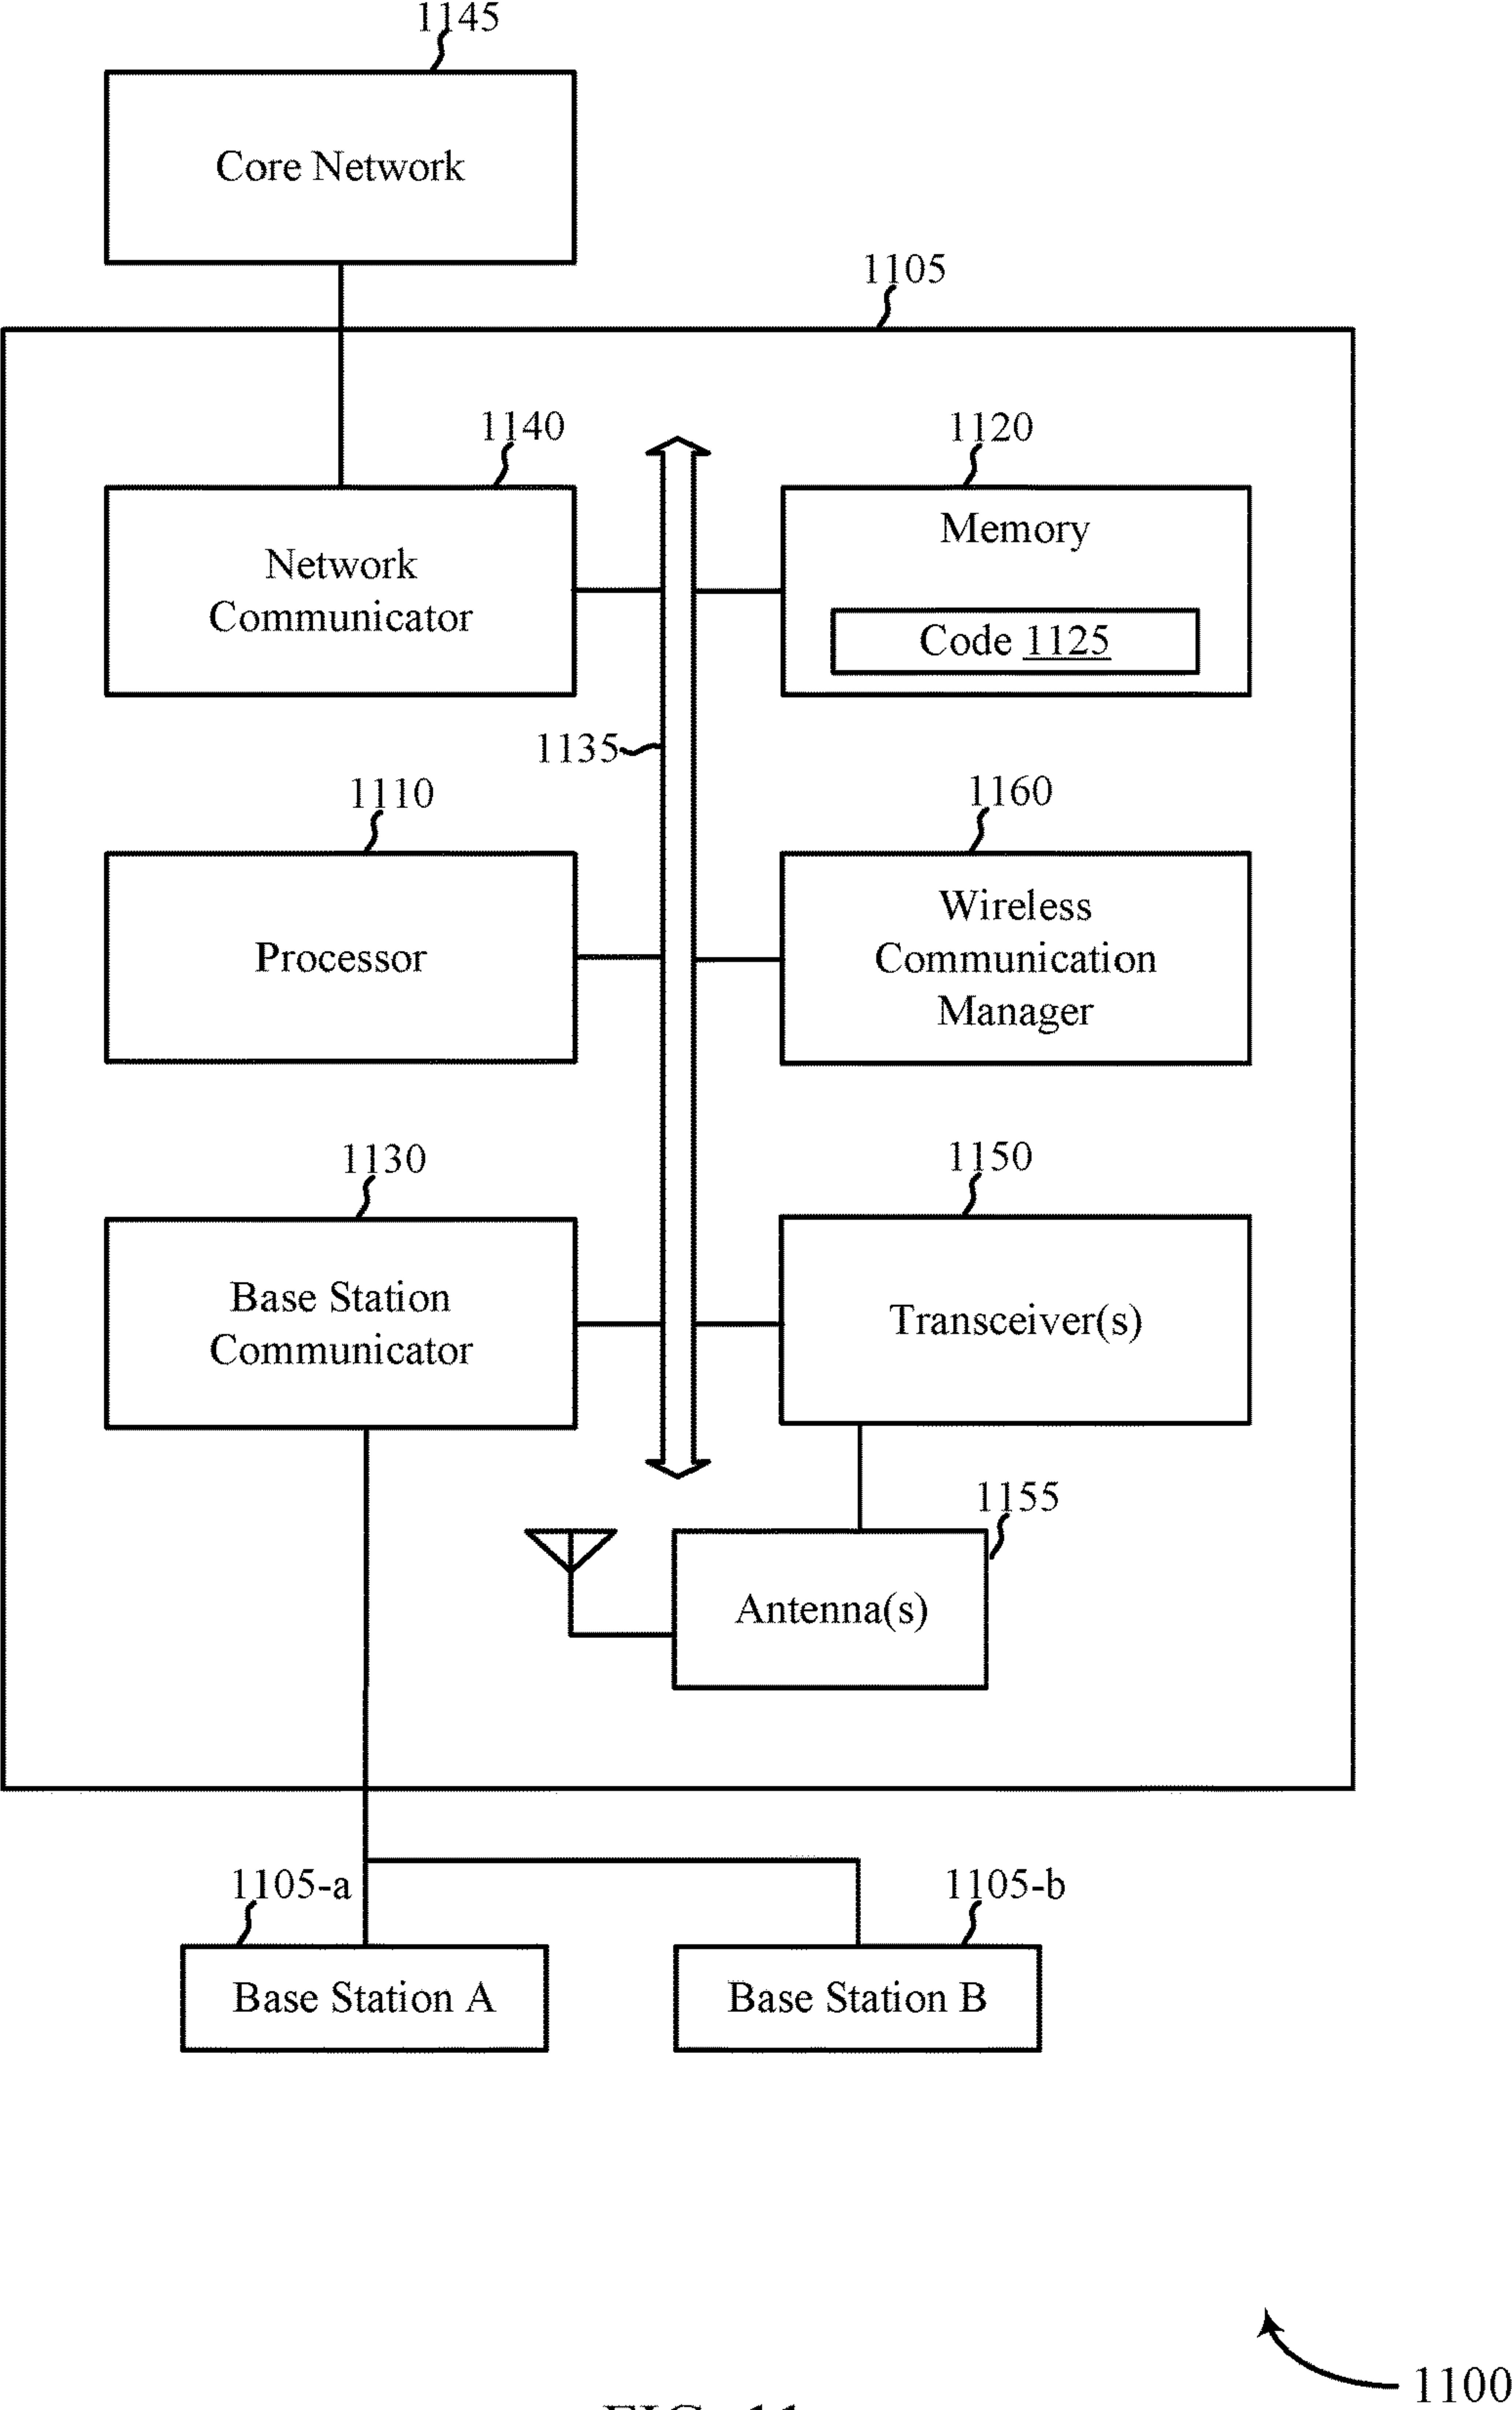 1145
Core Network
1105
1140
1120
Network
Communicator
Memory
Code 1125
1135
1110
1160
Processor
Wireless
Communication
Manager
1130
1150
Base Station
Communicator
Transceiver(s)
1155
Antenna(s)
1105-a
1105-b
Base Station A
Base Station B
1100